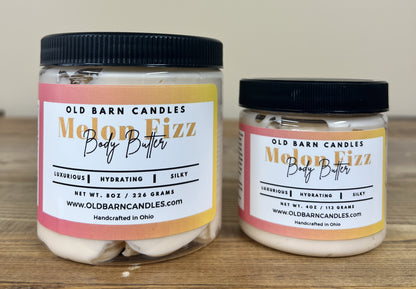 OLD BARN CANDLES
Melon Fizz
Body Butter
LUXURIOUS | HYDRATING | SILKY
NET WT. 8OZ / 226 GRAMS
www.OLDBARNCANDLES.com
Handcrafted in Ohio
OLD BARN CANDLES
Melon Fizz
Body Butter
LUXURIOUS | HYDRATING | SILKY
NET WT. 4OZ / 113 GRAMS
www.OLDBARNCANDLES.com
Handcrafted in Ohio